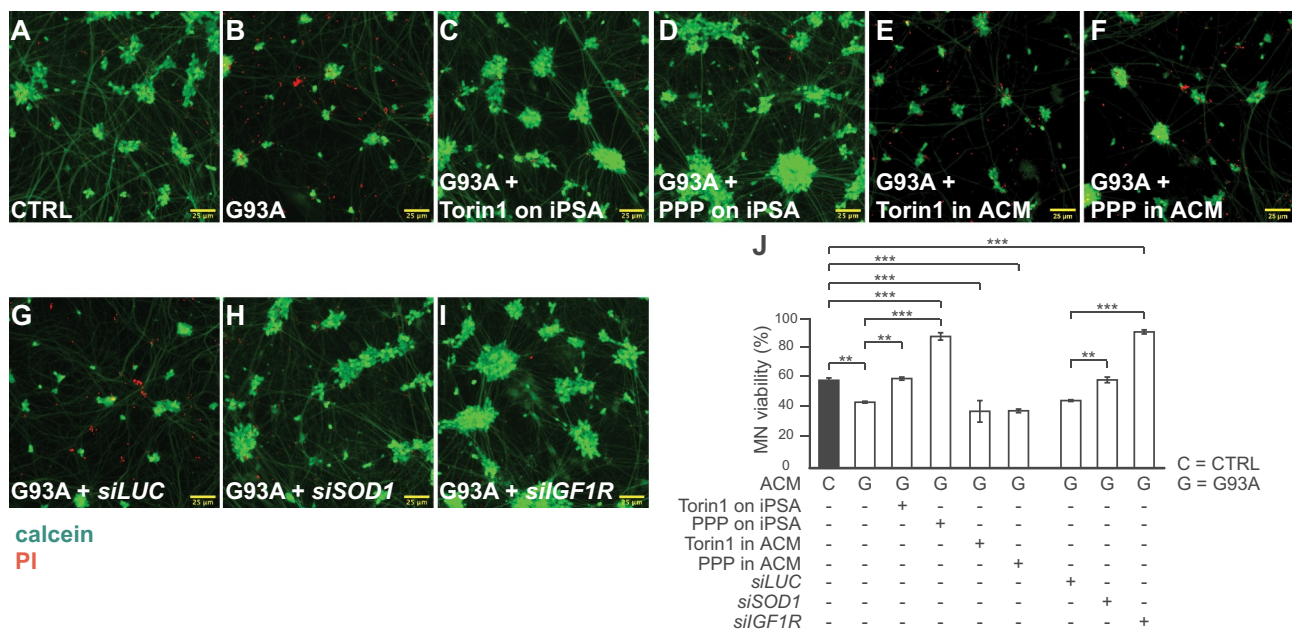 A
B
C
D
E
F
CTRL
G93A
G93A +
Torin1 on iPSA
G93A +
PPP on iPSA
G93A +
Torin1 in ACM
G93A +
PPP in ACM
25 µm
25 µm
25 µm
25 µm
25 µm
25 µm
G
H
I
G93A + siLUC
G93A + siSOD1
G93A + siIGF1R
25 µm
25 µm
25 µm
calcein
PI
J
***
***
***
***
***
***
**
**
**
MN viability (%)
100
80
60
40
20
0
ACM C G G G G G G G G
C = CTRL
G = G93A
Torin1 on iPSA - - + - - - - - -
PPP on iPSA - - - + - - - - -
Torin1 in ACM - - - - + - - - -
PPP in ACM - - - - - + - - -
siLUC - - - - - - + - -
siSOD1 - - - - - - - + -
siIGF1R - - - - - - - - +